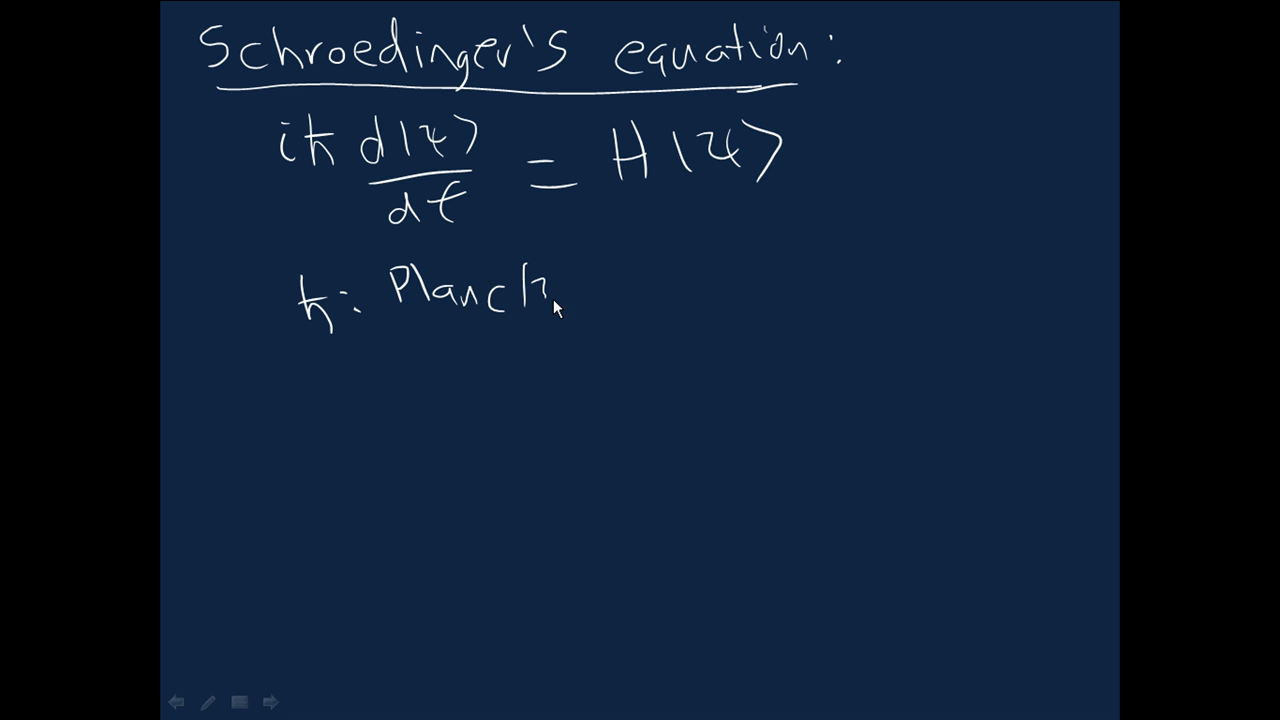 Schroedinger's equation:
iħ d|ψ⟩/dt = H|ψ⟩
ħ: Planck